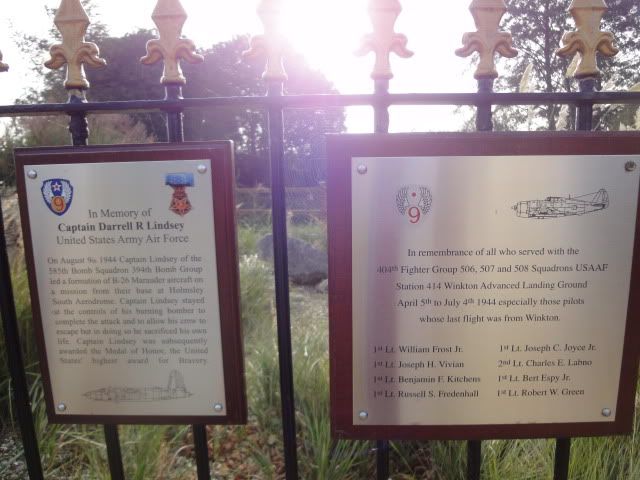 9
In Memory of
Captain Darrell R Lindsey
United States Army Air Force
On August 9th 1944 Captain Lindsey of the
585th Bomb Squadron 394th Bomb Group
led a formation of B-26 Marauder aircraft on
a mission from their base at Holmsley
South Aerodrome. Captain Lindsey stayed
at the controls of his burning bomber to
complete the attack and to allow his crew to
escape but in doing so he sacrificed his own
life. Captain Lindsey was subsequently
awarded the Medal of Honor, the United
States' highest award for Bravery.
9
In remembrance of all who served with the
404th Fighter Group 506, 507 and 508 Squadrons USAAF
Station 414 Winkton Advanced Landing Ground
April 5th to July 4th 1944 especially those pilots
whose last flight was from Winkton.
1st Lt. William Frost Jr.
1st Lt. Joseph H. Vivian
1st Lt. Benjamin F. Kitchens
1st Lt. Russell S. Fredenhall
1st Lt. Joseph C. Joyce Jr.
2nd Lt. Charles E. Labno
1st Lt. Bert Espy Jr.
1st Lt. Robert W. Green